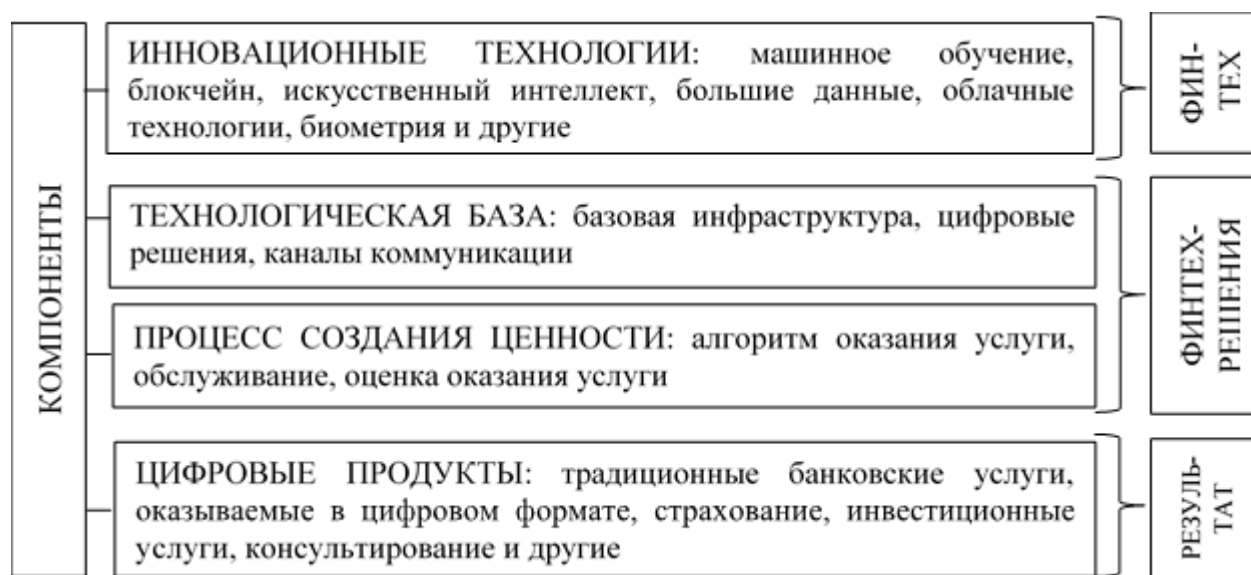 КОМПОНЕНТЫ
ИННОВАЦИОННЫЕ ТЕХНОЛОГИИ: машинное обучение,
блокчейн, искусственный интеллект, большие данные, облачные
технологии, биометрия и другие
ФИН-
ТЕХ
ТЕХНОЛОГИЧЕСКАЯ БАЗА: базовая инфраструктура, цифровые
решения, каналы коммуникации
ПРОЦЕСС СОЗДАНИЯ ЦЕННОСТИ: алгоритм оказания услуги,
обслуживание, оценка оказания услуги
ФИНТЕХ-
РЕШЕНИЯ
ЦИФРОВЫЕ ПРОДУКТЫ: традиционные банковские услуги,
оказываемые в цифровом формате, страхование, инвестиционные
услуги, консультирование и другие
РЕЗУЛЬ-
ТАТ